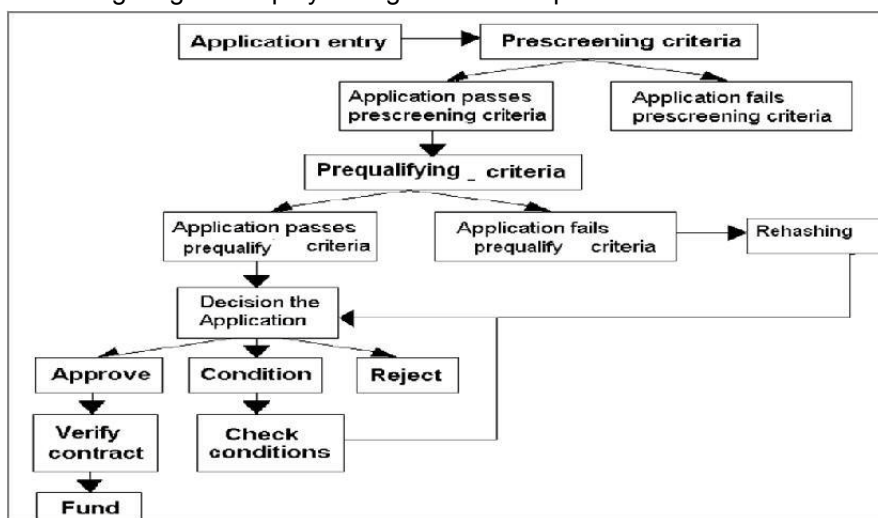 Application entry
Prescreening criteria
Application passes
prescreening criteria
Application fails
prescreening criteria
Prequalifying _ criteria
Application passes
prequalify criteria
Application fails
prequalify criteria
Rehashing
Decision the
Application
Approve
Condition
Reject
Verify
contract
Check
conditions
Fund